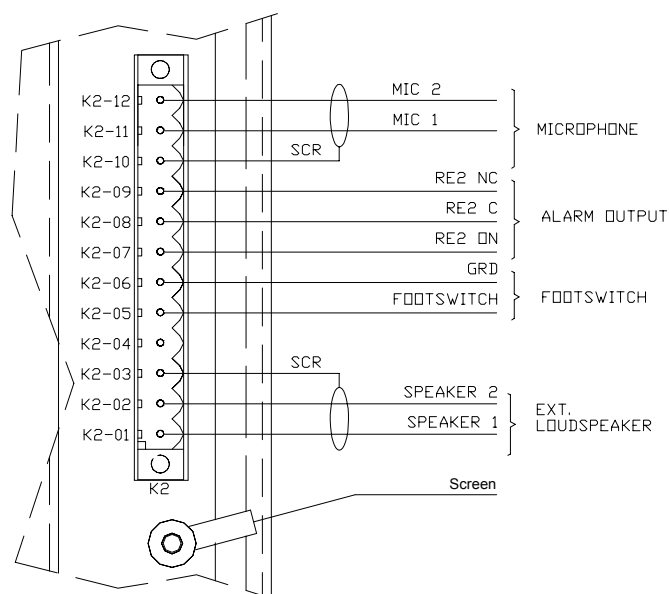 K2-12 MIC 2
K2-11 MIC 1
MICROPHONE
K2-10 SCR
K2-09 RE2 NC
K2-08 RE2 C
ALARM OUTPUT
K2-07 RE2 ON
K2-06 GRD
K2-05 FOOTSWITCH
FOOTSWITCH
K2-04
K2-03 SCR
K2-02 SPEAKER 2
K2-01 SPEAKER 1
EXT.
LOUDSPEAKER
K2
Screen